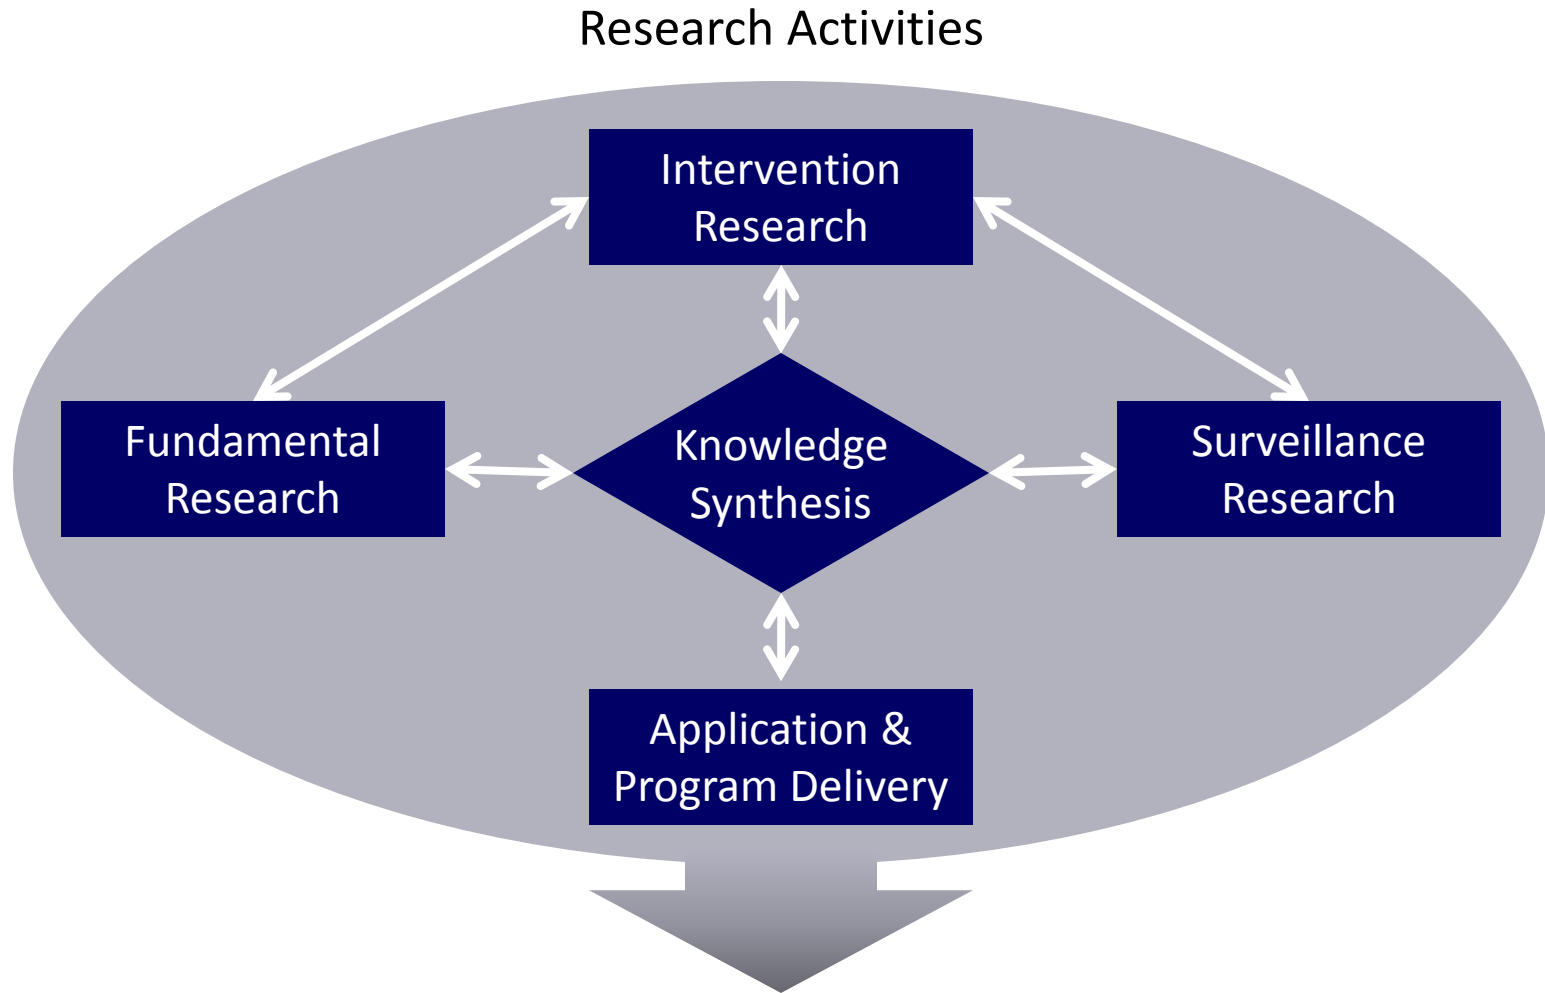 Research Activities
Intervention
Research
Fundamental
Research
Knowledge
Synthesis
Surveillance
Research
Application &
Program Delivery